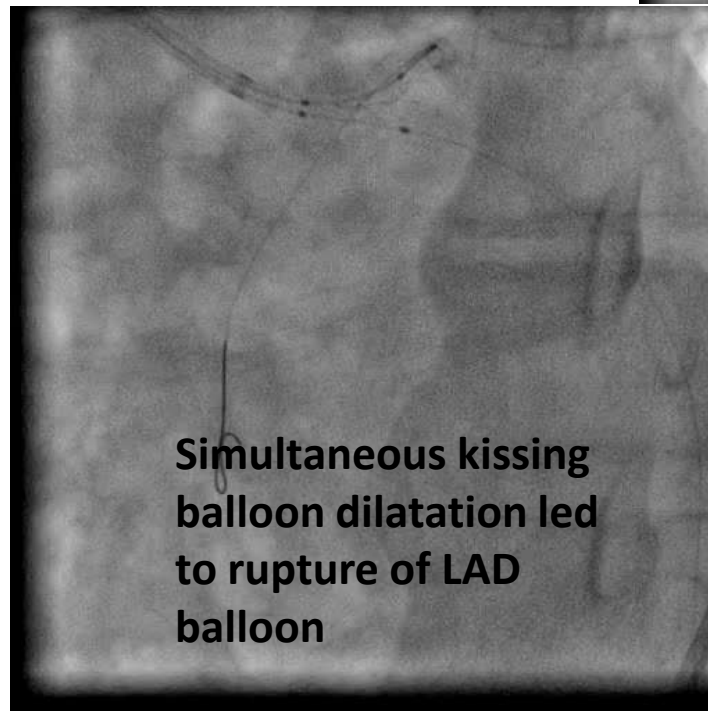 Simultaneous kissing
balloon dilatation led
to rupture of LAD
balloon